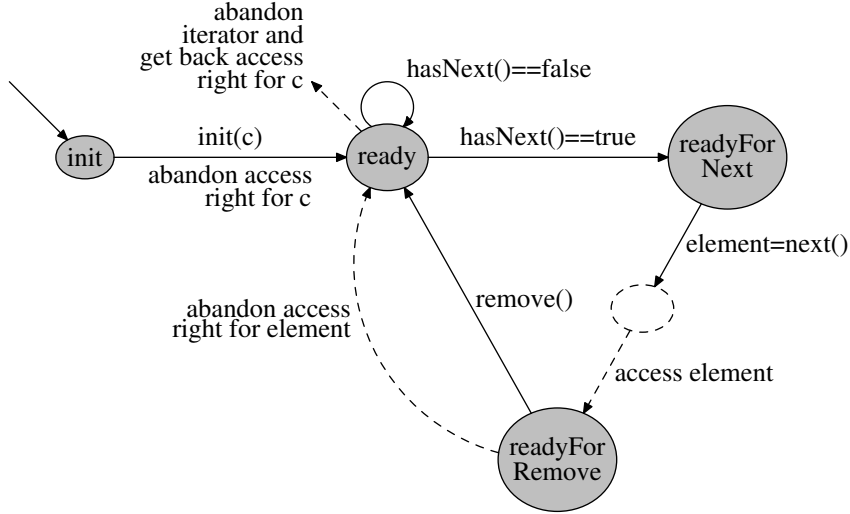 abandon
iterator and
get back access
right for c
hasNext()==false
init(c)
hasNext()==true
init
ready
readyFor
Next
abandon access
right for c
element=next()
remove()
abandon access
right for element
access element
readyFor
Remove